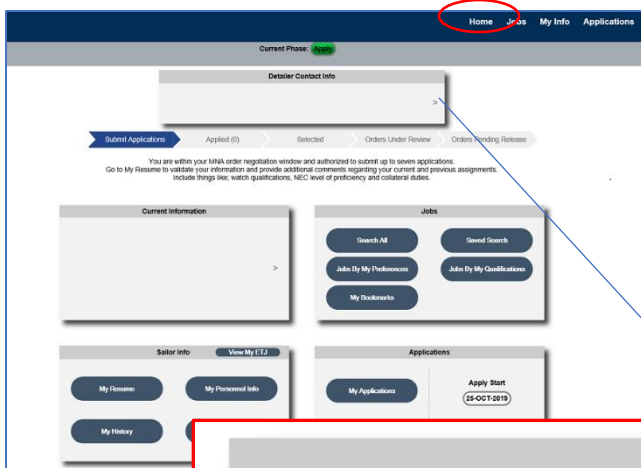 Home Jobs My Info Applications
Current Phase: Apply
Detailer Contact Info
>
Submit Applications Applied (0) Selected Orders Under Review Orders Pending Release
You are within your MNA order negotiation window and authorized to submit up to seven applications.
Go to My Resume to validate your information and provide additional comments regarding your current and previous assignments.
Include things like; watch qualifications, NEC level of proficiency and collateral duties.
Current Information
>
Jobs
Search All Saved Search
Jobs By My Preferences Jobs By My Qualifications
My Bookmarks
Sailor Info View My ETJ
My Resume My Personnel Info
My History
Applications
My Applications
Apply Start
25-OCT-2019